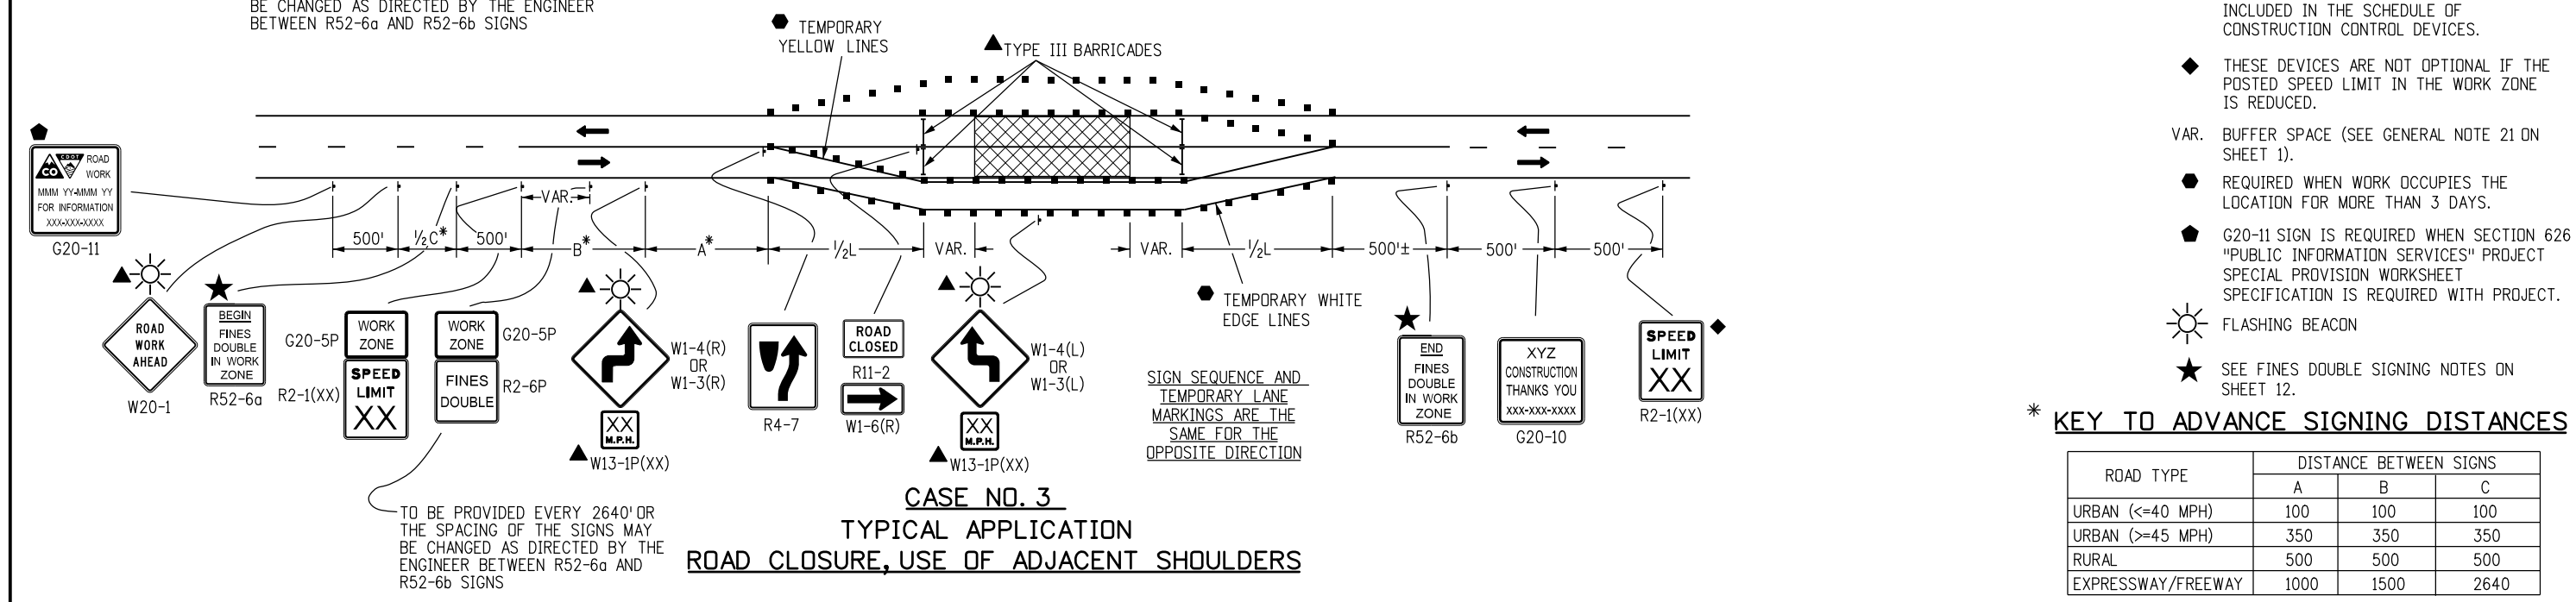 BE CHANGED AS DIRECTED BY THE ENGINEER
BETWEEN R52-6a AND R52-6b SIGNS
TEMPORARY
YELLOW LINES
TYPE III BARRICADES
CO
CDOT
ROAD
WORK
MMM YY-MMM YY
FOR INFORMATION
XXX-XXX-XXXX
G20-11
500'
½C*
500'
VAR.
B*
A*
½L
VAR.
VAR.
½L
500'±
500'
500'
ROAD
WORK
AHEAD
W20-1
BEGIN
FINES
DOUBLE
IN WORK
ZONE
R52-6a
G20-5P
WORK
ZONE
R2-1(XX)
SPEED
LIMIT
XX
WORK
ZONE
G20-5P
FINES
DOUBLE
R2-6P
W1-4(R)
OR
W1-3(R)
XX
M.P.H.
W13-1P(XX)
R4-7
ROAD
CLOSED
R11-2
W1-6(R)
W1-4(L)
OR
W1-3(L)
XX
M.P.H.
W13-1P(XX)
TEMPORARY WHITE
EDGE LINES
SIGN SEQUENCE AND
TEMPORARY LANE
MARKINGS ARE THE
SAME FOR THE
OPPOSITE DIRECTION
END
FINES
DOUBLE
IN WORK
ZONE
R52-6b
XYZ
CONSTRUCTION
THANKS YOU
XXX-XXX-XXXX
G20-10
SPEED
LIMIT
XX
R2-1(XX)
TO BE PROVIDED EVERY 2640' OR
THE SPACING OF THE SIGNS MAY
BE CHANGED AS DIRECTED BY THE
ENGINEER BETWEEN R52-6a AND
R52-6b SIGNS
CASE NO. 3
TYPICAL APPLICATION
ROAD CLOSURE, USE OF ADJACENT SHOULDERS
INCLUDED IN THE SCHEDULE OF
CONSTRUCTION CONTROL DEVICES.
THESE DEVICES ARE NOT OPTIONAL IF THE
POSTED SPEED LIMIT IN THE WORK ZONE
IS REDUCED.
VAR. BUFFER SPACE (SEE GENERAL NOTE 21 ON
SHEET 1).
REQUIRED WHEN WORK OCCUPIES THE
LOCATION FOR MORE THAN 3 DAYS.
G20-11 SIGN IS REQUIRED WHEN SECTION 626
"PUBLIC INFORMATION SERVICES" PROJECT
SPECIAL PROVISION WORKSHEET
SPECIFICATION IS REQUIRED WITH PROJECT.
FLASHING BEACON
SEE FINES DOUBLE SIGNING NOTES ON
SHEET 12.
* KEY TO ADVANCE SIGNING DISTANCES
ROAD TYPE DISTANCE BETWEEN SIGNS
A B C
URBAN (<=40 MPH) 100 100 100
URBAN (>=45 MPH) 350 350 350
RURAL 500 500 500
EXPRESSWAY/FREEWAY 1000 1500 2640